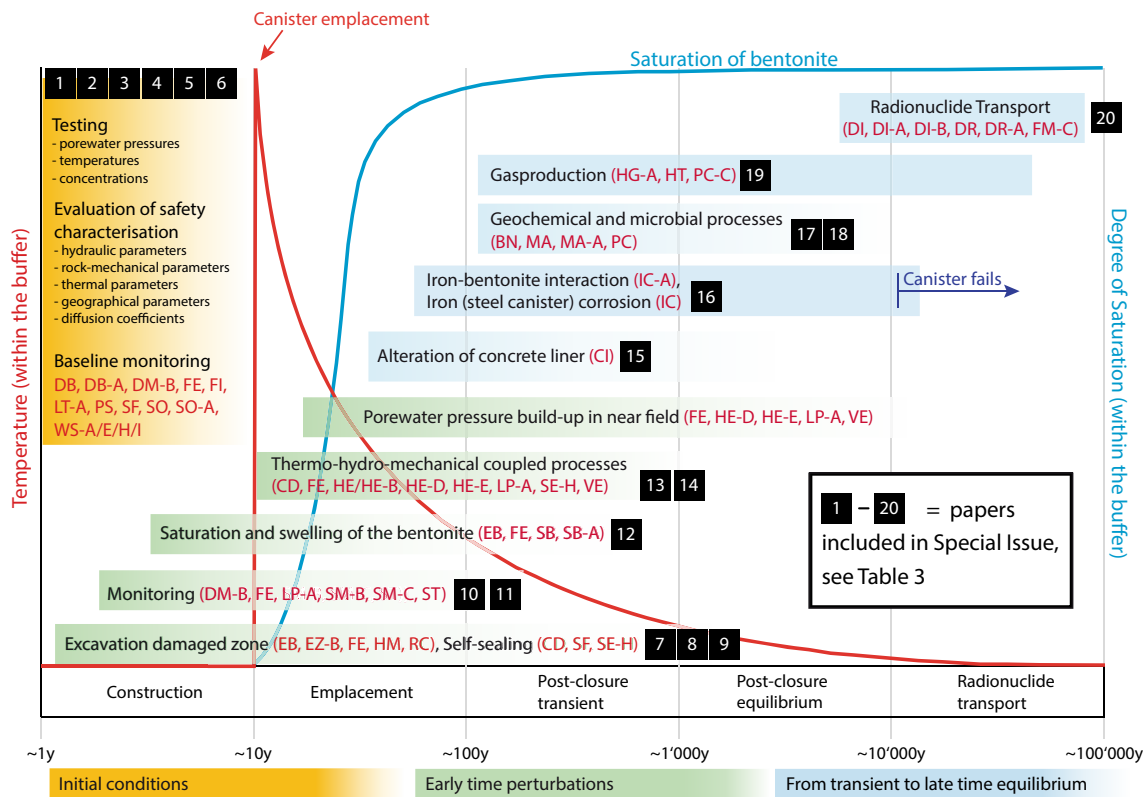 Canister emplacement
Saturation of bentonite
1 2 3 4 5 6
Testing
- porewater pressures
- temperatures
- concentrations
Evaluation of safety
characterisation
- hydraulic parameters
- rock-mechanical parameters
- thermal parameters
- geographical parameters
- diffusion coefficients
Baseline monitoring
DB, DB-A, DM-B, FE, FI,
LT-A, PS, SF, SO, SO-A,
WS-A/E/H/I
Temperature (within the buffer)
Radionuclide Transport
(DI, DI-A, DI-B, DR, DR-A, FM-C) 20
Gasproduction (HG-A, HT, PC-C) 19
Geochemical and microbial processes
(BN, MA, MA-A, PC) 17 18
Iron-bentonite interaction (IC-A),
Iron (steel canister) corrosion (IC) 16
Canister fails
Alteration of concrete liner (CI) 15
Porewater pressure build-up in near field (FE, HE-D, HE-E, LP-A, VE)
Thermo-hydro-mechanical coupled processes
(CD, FE, HE/HE-B, HE-D, HE-E, LP-A, SE-H, VE) 13 14
Saturation and swelling of the bentonite (EB, FE, SB, SB-A) 12
Monitoring (DM-B, FE, LP-A, SM-B, SM-C, ST) 10 11
Excavation damaged zone (EB, EZ-B, FE, HM, RC), Self-sealing (CD, SF, SE-H) 7 8 9
Degree of Saturation (within the buffer)
1 – 20 = papers
included in Special Issue,
see Table 3
Construction
Emplacement
Post-closure
transient
Post-closure
equilibrium
Radionuclide
transport
~1y ~10y ~100y ~1'000y ~10'000y ~100'000y
Initial conditions
Early time perturbations
From transient to late time equilibrium